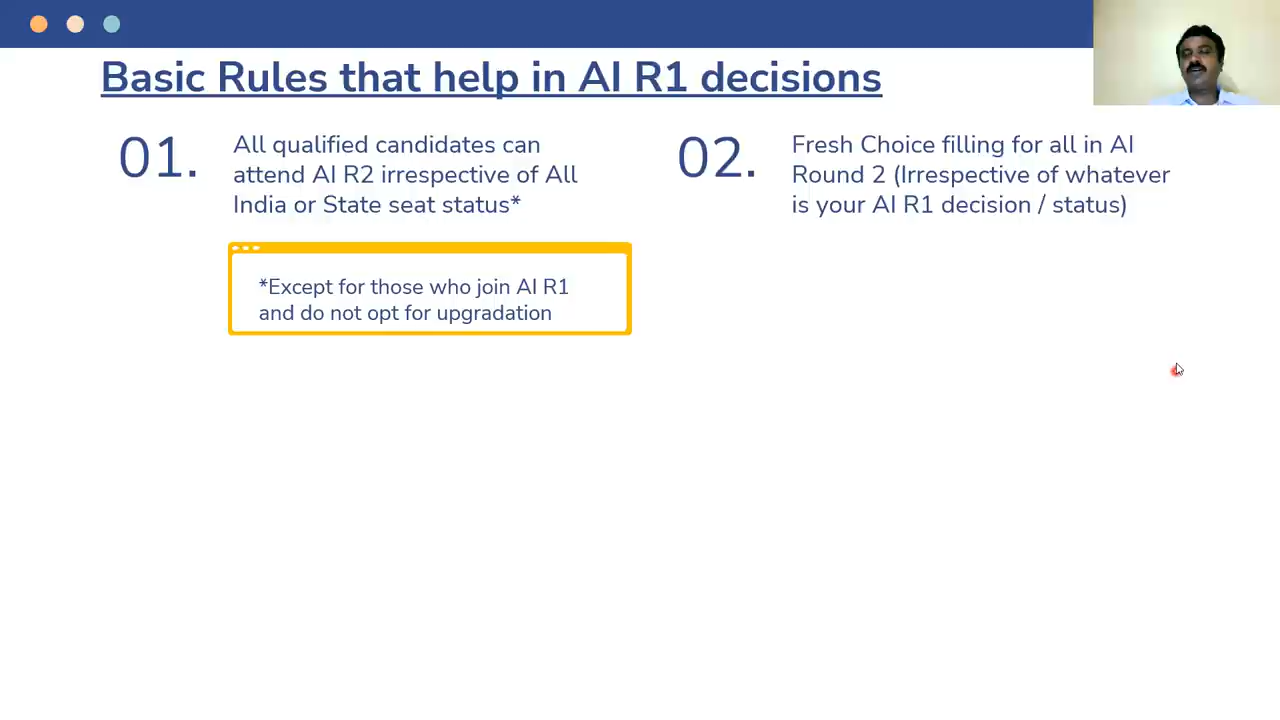 Basic Rules that help in AI R1 decisions
01.
All qualified candidates can
attend AI R2 irrespective of All
India or State seat status*
*Except for those who join AI R1
and do not opt for upgradation
02.
Fresh Choice filling for all in AI
Round 2 (Irrespective of whatever
is your AI R1 decision / status)